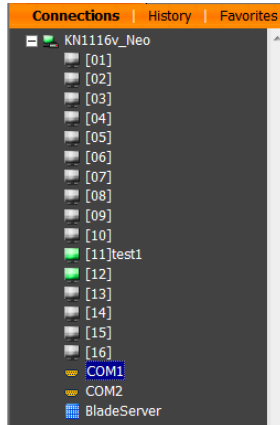 Connections | History | Favorites
KN1116v_Neo
[01]
[02]
[03]
[04]
[05]
[06]
[07]
[08]
[09]
[10]
[11]test1
[12]
[13]
[14]
[15]
[16]
COM1
COM2
BladeServer